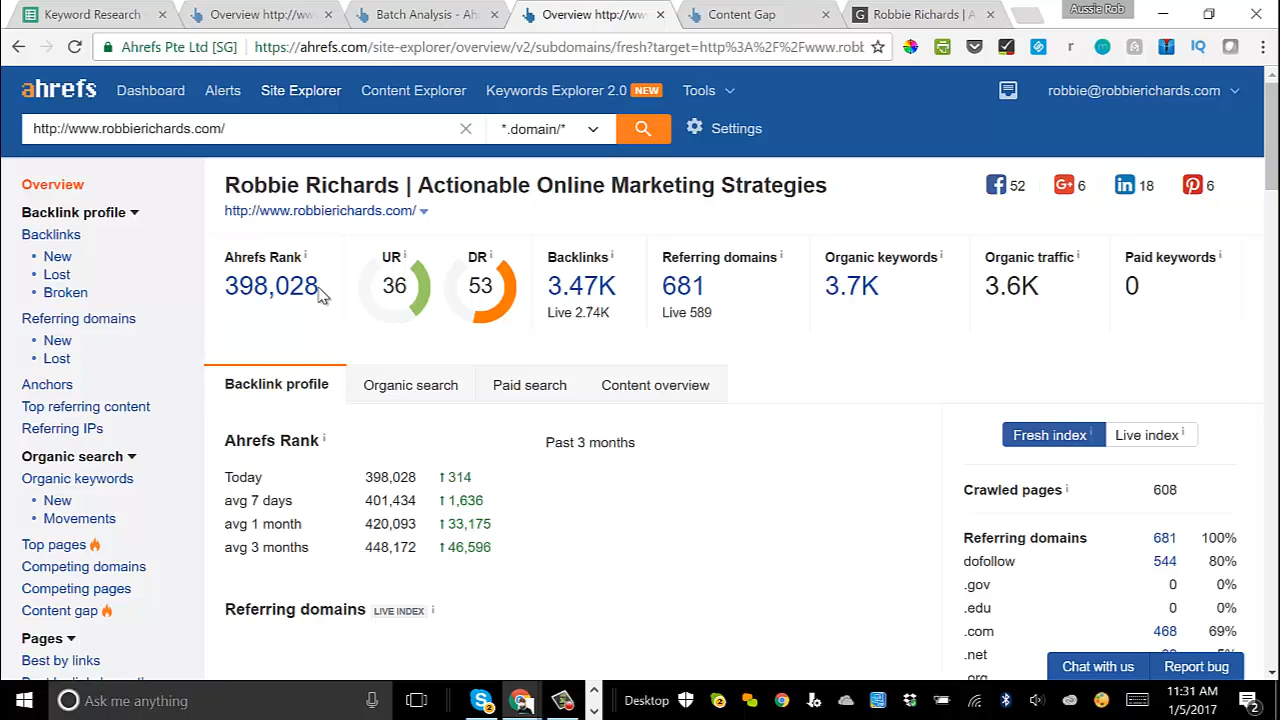 Keyword Research
Overview http://ww
Batch Analysis - Ah
Overview http://ww
Content Gap
G Robbie Richards | A
Aussie Rob
Ahrefs Pte Ltd [SG] https://ahrefs.com/site-explorer/overview/v2/subdomains/fresh?target=http%3A%2F%2Fwww.robb
ahrefs Dashboard Alerts Site Explorer Content Explorer Keywords Explorer 2.0 NEW Tools robbie@robbierichards.com
http://www.robbierichards.com/ *.domain/* Settings
Overview
Backlink profile
Backlinks
New
Lost
Broken
Referring domains
New
Lost
Anchors
Top referring content
Referring IPs
Organic search
Organic keywords
New
Movements
Top pages
Competing domains
Competing pages
Content gap
Pages
Best by links
Robbie Richards | Actionable Online Marketing Strategies
52 6 18 6
http://www.robbierichards.com/
Ahrefs Rank UR DR Backlinks Referring domains Organic keywords Organic traffic Paid keywords
398,028 36 53 3.47K 681 3.7K 3.6K 0
Live 2.74K Live 589
Backlink profile Organic search Paid search Content overview
Ahrefs Rank Past 3 months
Today 398,028 ↑314
avg 7 days 401,434 ↑1,636
avg 1 month 420,093 ↑33,175
avg 3 months 448,172 ↑46,596
Referring domains LIVE INDEX
Fresh index Live index
Crawled pages 608
Referring domains 681 100%
dofollow 544 80%
.gov 0 0%
.edu 0 0%
.com 468 69%
.net
Chat with us Report bug
Ask me anything
Desktop
11:31 AM
1/5/2017